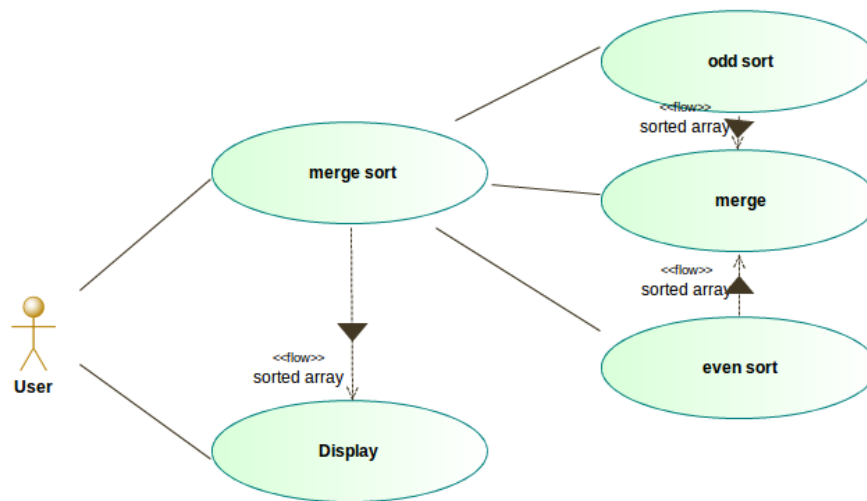 odd sort
<<flow>>
sorted array
merge sort
merge
<<flow>>
sorted array
User
<<flow>>
sorted array
even sort
Display